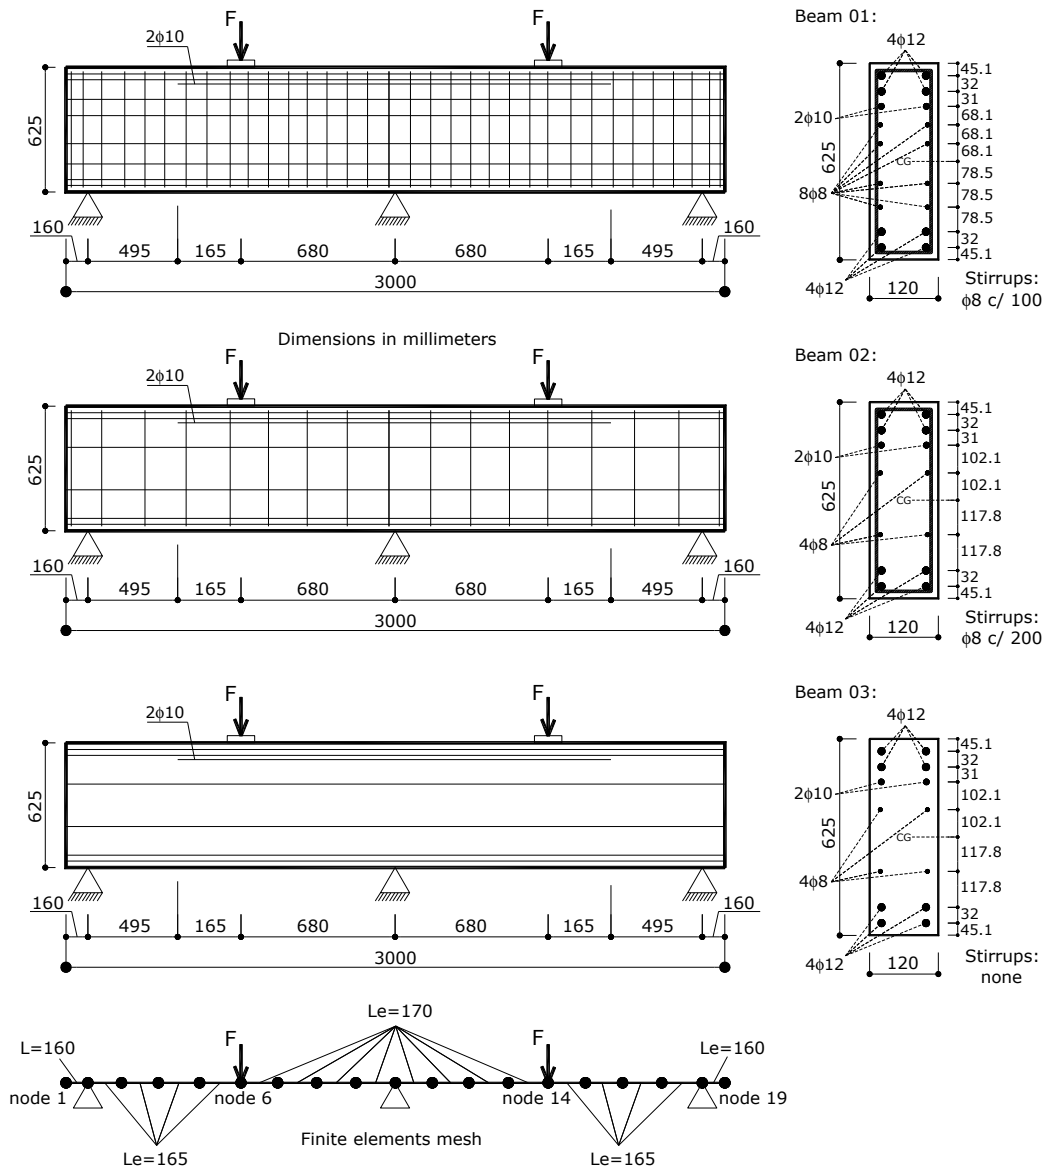 Beam 01:
F
F
2ϕ10
625
160
495
165
680
680
165
495
160
3000
4ϕ12
2ϕ10
8ϕ8
4ϕ12
625
CG
45.1
32
31
68.1
68.1
68.1
78.5
78.5
78.5
32
45.1
120
Stirrups:
ϕ8 c/ 100
Dimensions in millimeters
Beam 02:
F
F
2ϕ10
625
160
495
165
680
680
165
495
160
3000
4ϕ12
2ϕ10
4ϕ8
4ϕ12
625
CG
45.1
32
31
102.1
102.1
117.8
117.8
32
45.1
120
Stirrups:
ϕ8 c/ 200
Beam 03:
F
F
2ϕ10
625
160
495
165
680
680
165
495
160
3000
4ϕ12
2ϕ10
4ϕ8
4ϕ12
625
CG
45.1
32
31
102.1
102.1
117.8
117.8
32
45.1
120
Stirrups:
none
Le=170
F
F
L=160
Le=160
node 1
node 6
node 14
node 19
Le=165
Finite elements mesh
Le=165